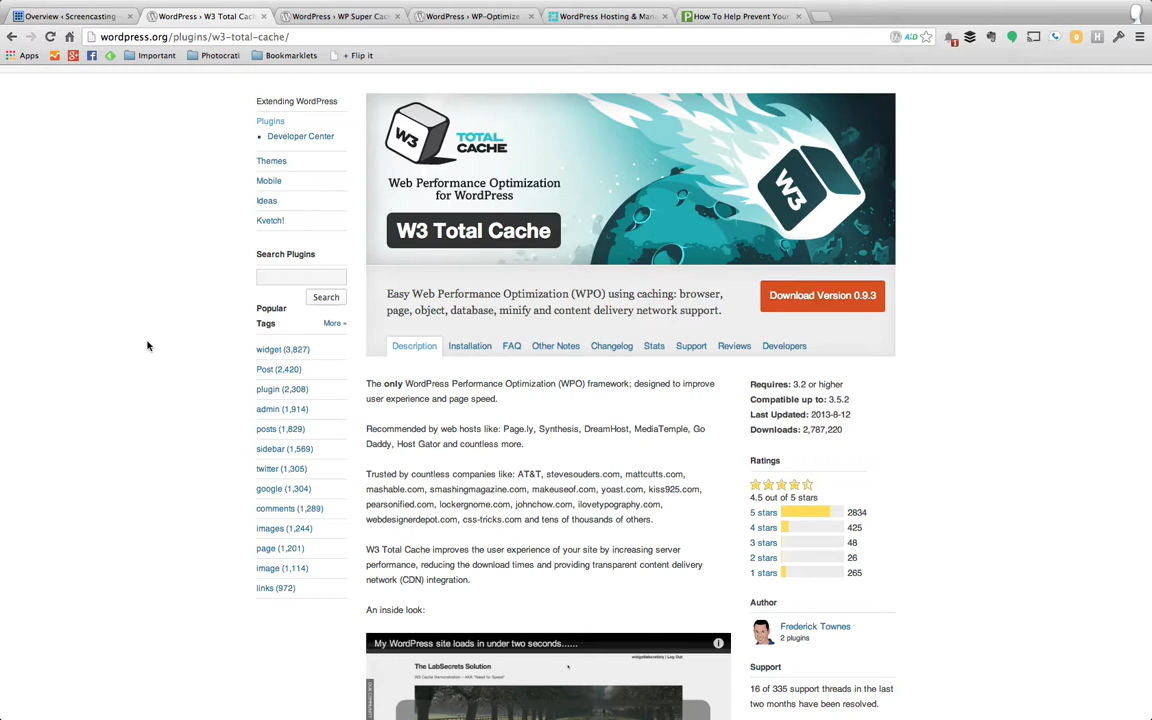 Overview ‹ Screencasting
WordPress › W3 Total Cac
WordPress › WP Super Cac
WordPress › WP-Optimize
WordPress Hosting & Man
How To Help Prevent Your
wordpress.org/plugins/w3-total-cache/
Apps
Important
Photocrati
Bookmarklets
+ Flip it
Extending WordPress
Plugins
Developer Center
Themes
Mobile
Ideas
Kvetch!
Search Plugins
Search
Popular
Tags
More »
widget (3,827)
Post (2,420)
plugin (2,308)
admin (1,914)
posts (1,829)
sidebar (1,569)
twitter (1,305)
google (1,304)
comments (1,289)
images (1,244)
page (1,201)
image (1,114)
links (972)
W3
TOTAL
CACHE
Web Performance Optimization
for WordPress
W3 Total Cache
W3
Easy Web Performance Optimization (WPO) using caching: browser,
page, object, database, minify and content delivery network support.
Download Version 0.9.3
Description
Installation
FAQ
Other Notes
Changelog
Stats
Support
Reviews
Developers
The only WordPress Performance Optimization (WPO) framework; designed to improve
user experience and page speed.
Recommended by web hosts like: Page.ly, Synthesis, DreamHost, MediaTemple, Go
Daddy, Host Gator and countless more.
Trusted by countless companies like: AT&T, stevesouders.com, mattcutts.com,
mashable.com, smashingmagazine.com, makeuseof.com, yoast.com, kiss925.com,
pearsonified.com, lockergnome.com, johnchow.com, ilovetypography.com,
webdesignerdepot.com, css-tricks.com and tens of thousands of others.
W3 Total Cache improves the user experience of your site by increasing server
performance, reducing the download times and providing transparent content delivery
network (CDN) integration.
An inside look:
My WordPress site loads in under two seconds......
The LabSecrets Solution
Requires: 3.2 or higher
Compatible up to: 3.5.2
Last Updated: 2013-8-12
Downloads: 2,787,220
Ratings
4.5 out of 5 stars
5 stars 2834
4 stars 425
3 stars 48
2 stars 26
1 stars 265
Author
Frederick Townes
2 plugins
Support
16 of 335 support threads in the last
two months have been resolved.